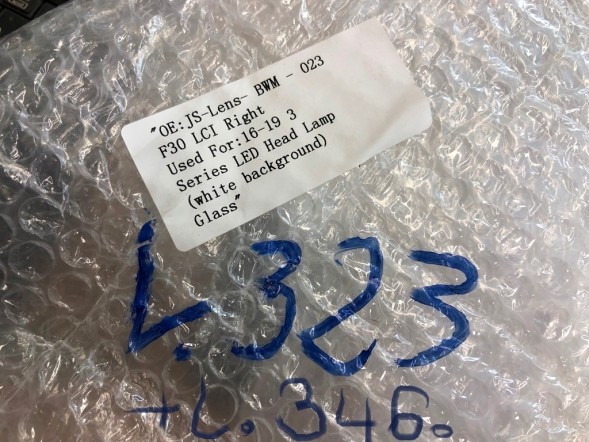 "OE:JS-Lens- BWM - 023
F30 LCI Right
Used For:16-19 3
Series LED Head Lamp
(white background)
Glass"
L.323
+L.346.